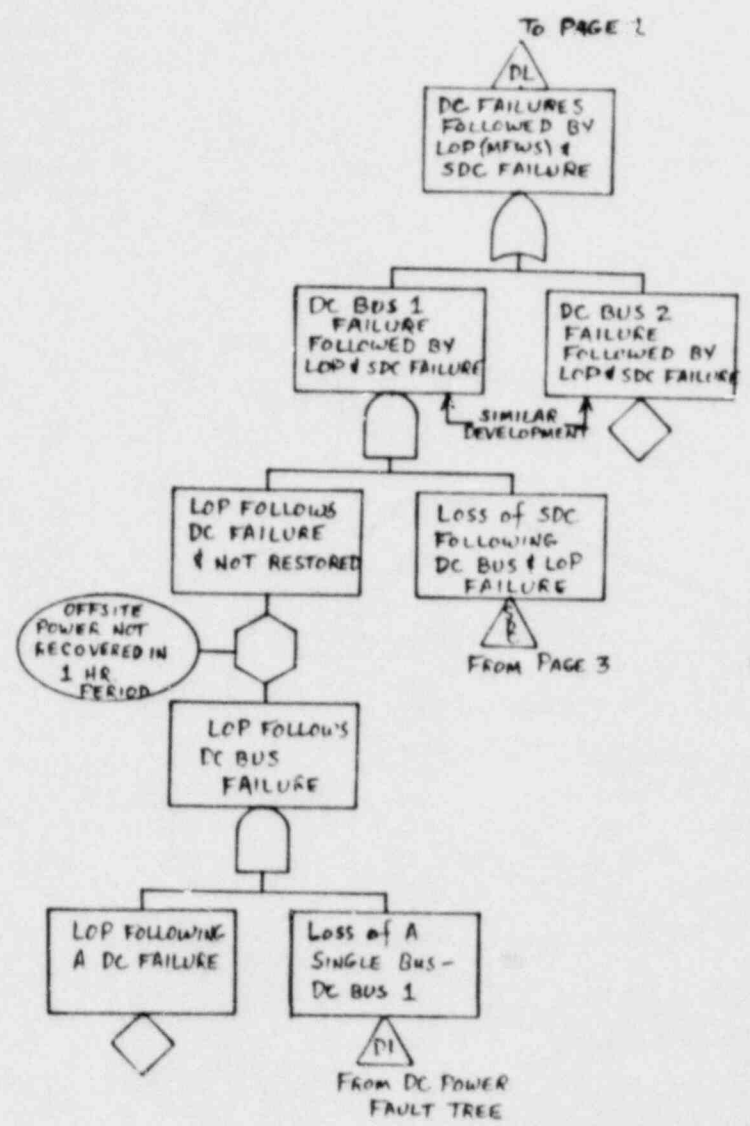 TO PAGE 2
DL
DC FAILURES
FOLLOWED BY
LOP (MFWS) &
SDC FAILURE
DC BUS 1
FAILURE
FOLLOWED BY
LOP & SDC FAILURE
DC BUS 2
FAILURE
FOLLOWED BY
LOP & SDC FAILURE
SIMILAR
DEVELOPMENT
LOP FOLLOWS
DC FAILURE
& NOT RESTORED
Loss of SDC
FOLLOWING
DC BUS & LOP
FAILURE
FROM PAGE 3
OFFSITE
POWER NOT
RECOVERED IN
1 HR
PERIOD
LOP FOLLOWS
DC BUS
FAILURE
LOP FOLLOWING
A DC FAILURE
Loss of A
SINGLE BUS -
DC BUS 1
D1
FROM DC POWER
FAULT TREE